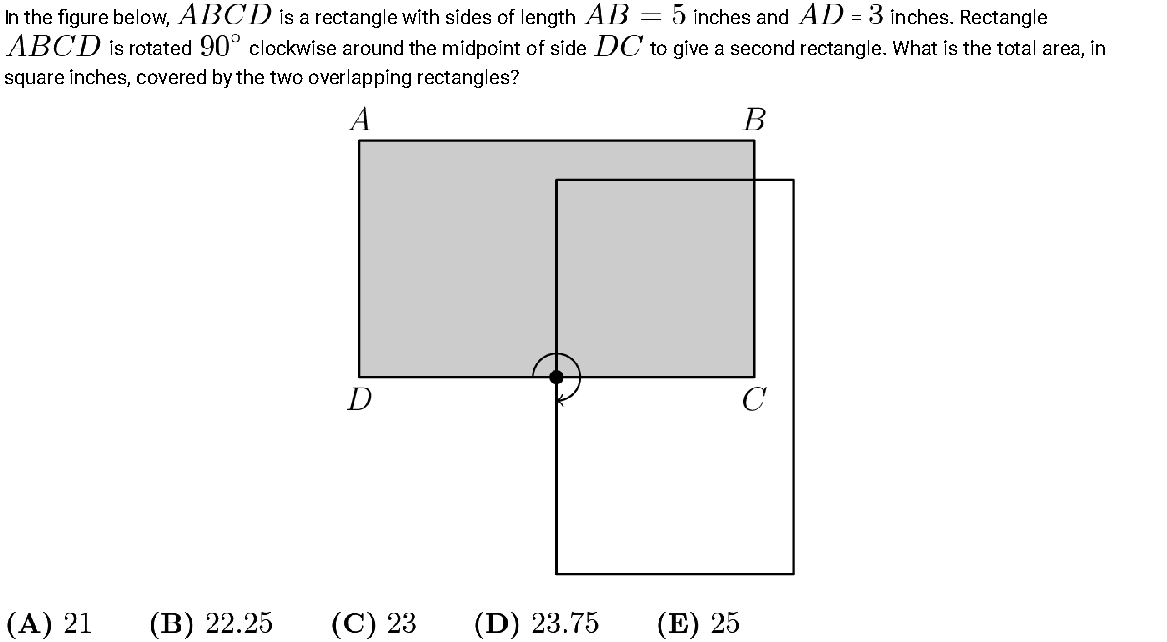 In the figure below, ABCD is a rectangle with sides of length AB = 5 inches and AD = 3 inches. Rectangle
ABCD is rotated 90° clockwise around the midpoint of side DC to give a second rectangle. What is the total area, in
square inches, covered by the two overlapping rectangles?
A B
D C
(A) 21 (B) 22.25 (C) 23 (D) 23.75 (E) 25